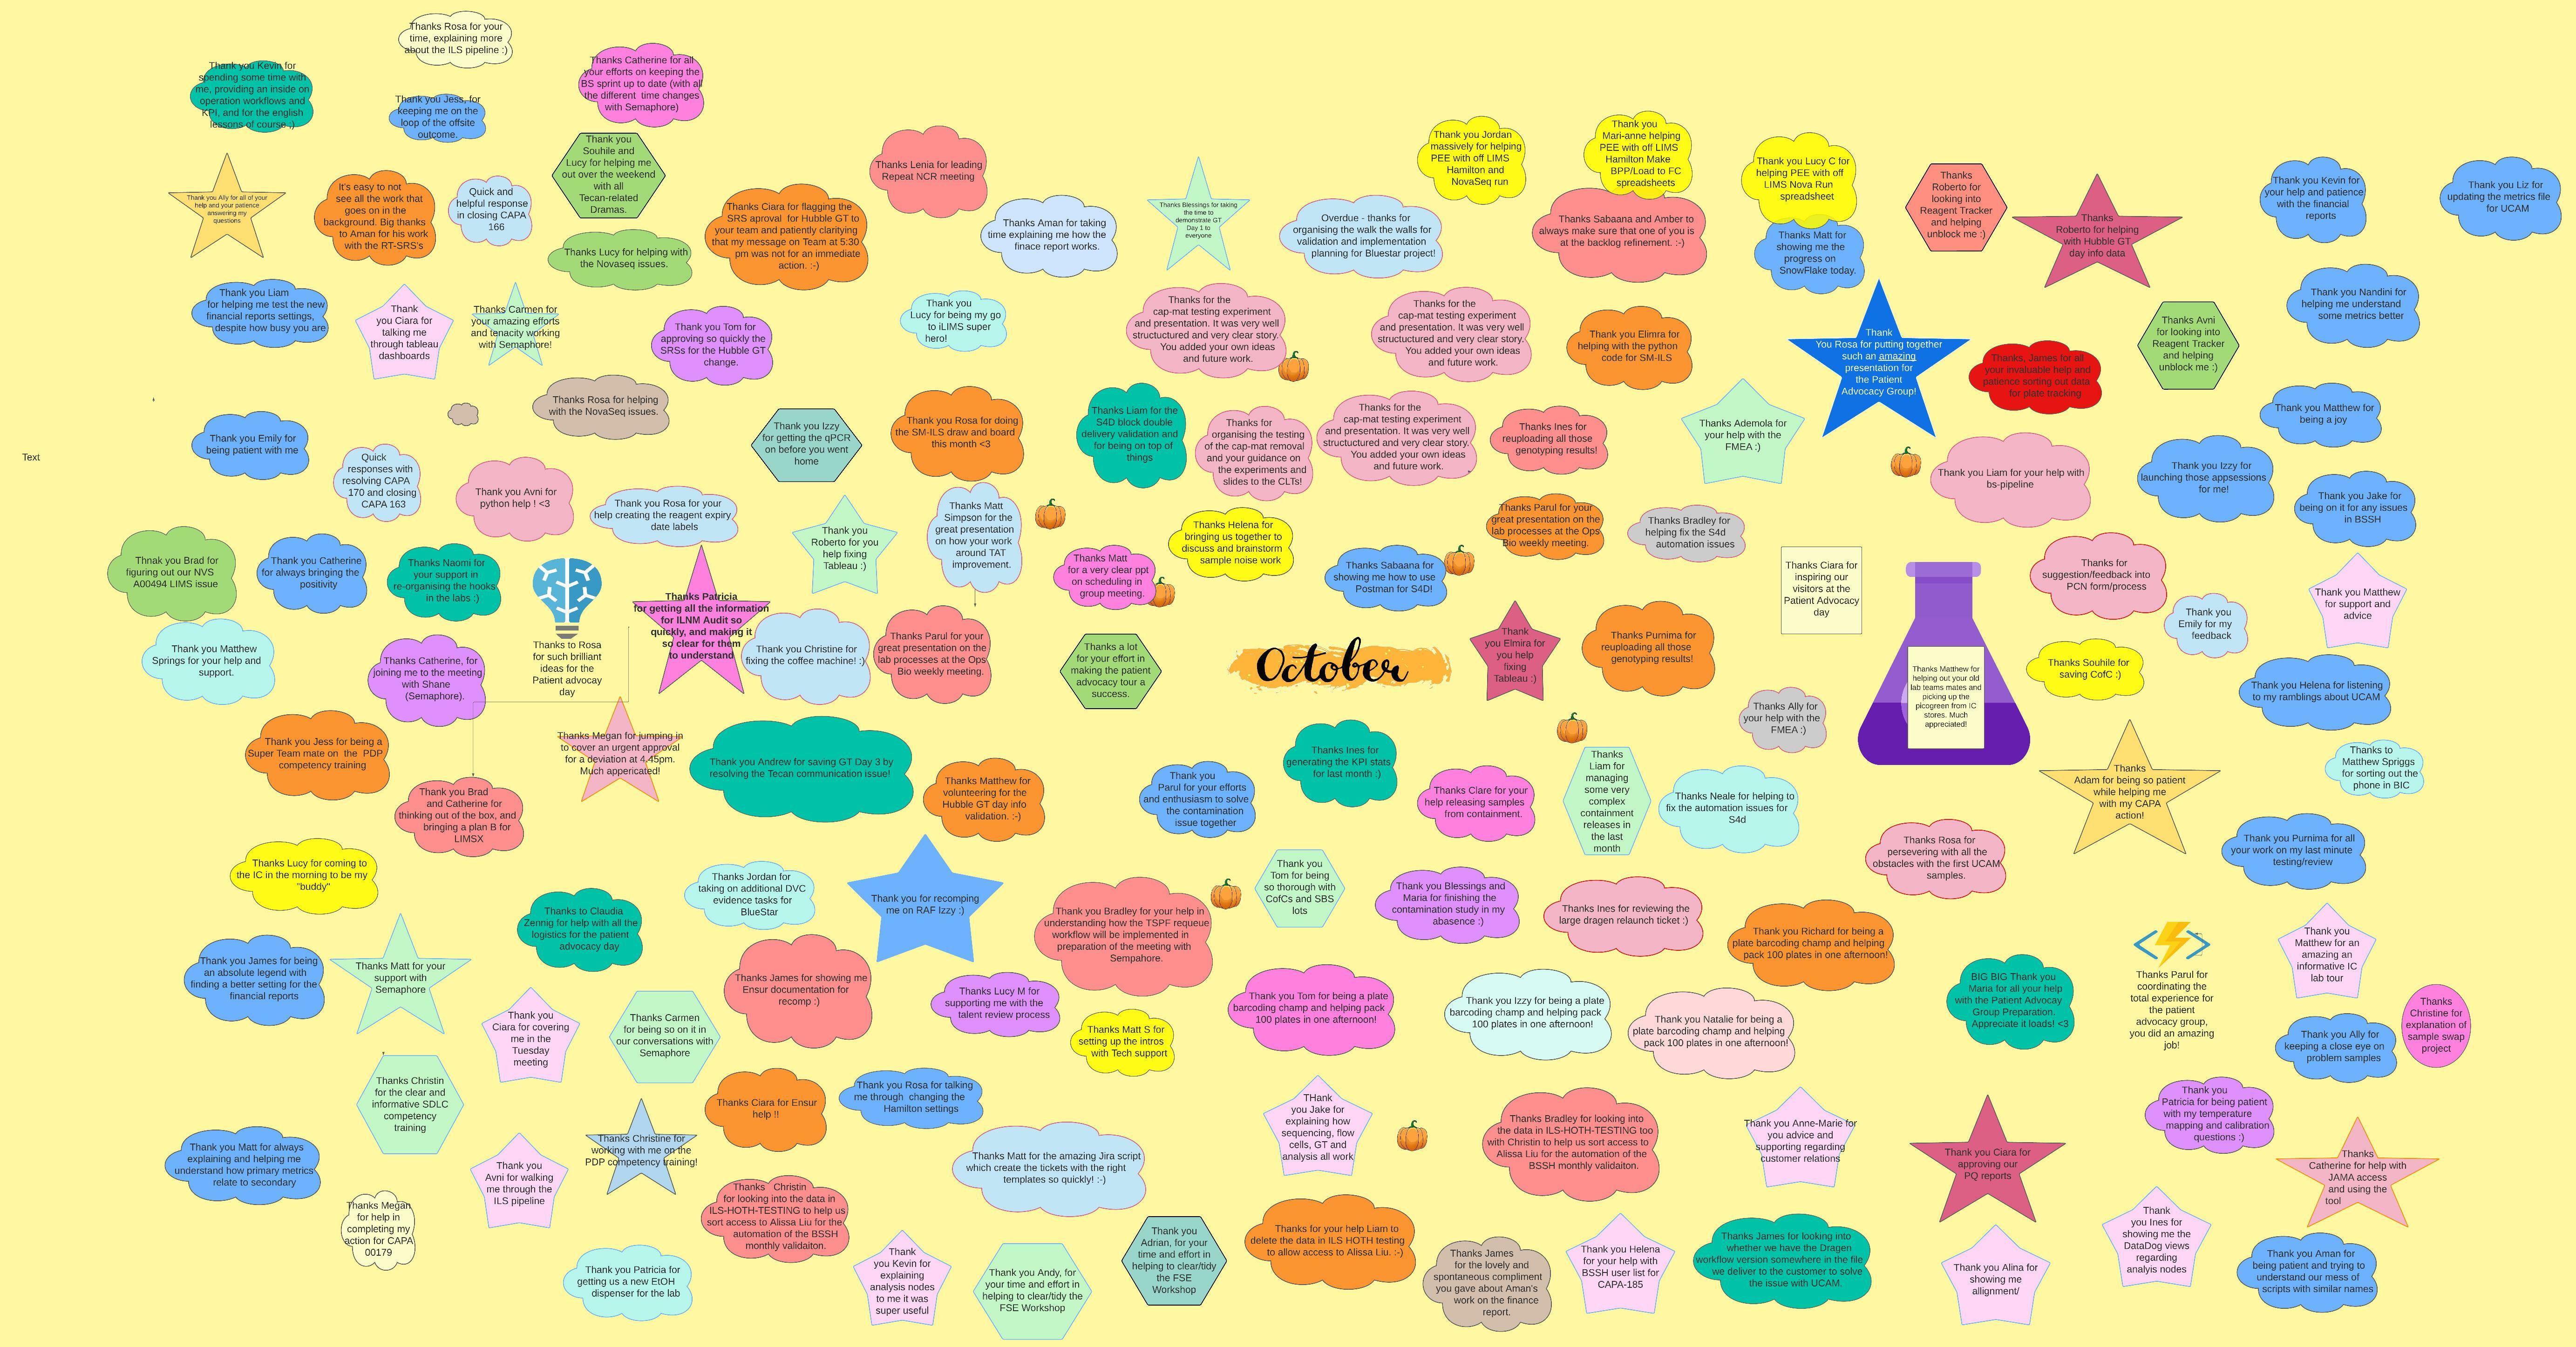 Thanks Rosa for your
time, explaining more
about the ILS pipeline :)
Thank you Kevin for
spending some time with
me, providing an inside on
operation workflows and
KPI, and for the english
lessons of course ;)
Thank you Jess, for
keeping me on the
loop of the offsite
outcome.
Thanks Catherine for all
your efforts on keeping the
BS sprint up to date (with all
the different time changes
with Semaphore)
Thank you
Souhile and
Lucy for helping me
out over the weekend
with all
Tecan-related
Dramas.
Thanks Lenia for leading
Repeat NCR meeting
Thank you Jordan
massively for helping
PEE with off LIMS
Hamilton and
NovaSeq run
Thank you
Mari-anne helping
PEE with off LIMS
Hamilton Make
BPP/Load to FC
spreadsheets
Thank you Lucy C for
helping PEE with off
LIMS Nova Run
spreadsheet
Thanks
Roberto for
looking into
Reagent Tracker
and helping
unblock me :)
Thanks
Roberto for helping
with Hubble GT
day info data
Thank you Kevin for
your help and patience
with the financial
reports
Thank you Liz for
updating the metrics file
for UCAM
Thank you Ally for all of your
help and your patience
answering my
questions
It's easy to not
see all the work that
goes on in the
background. Big thanks
to Aman for his work
with the RT-SRS's
Quick and
helpful response
in closing CAPA
166
Thanks Lucy for helping with
the Novaseq issues.
Thanks Ciara for flagging the
SRS aproval for Hubble GT to
your team and patiently claritying
that my message on Team at 5:30
pm was not for an immediate
action. :-)
Thanks Aman for taking
time explaining me how the
finace report works.
Thanks Blessings for taking
the time to
demonstrate GT
Day 1 to
everyone
Overdue - thanks for
organising the walk the walls for
validation and implementation
planning for Bluestar project!
Thanks Sabaana and Amber to
always make sure that one of you is
at the backlog refinement. :-)
Thanks Matt for
showing me the
progress on
SnowFlake today.
Thank you Liam
for helping me test the new
financial reports settings,
despite how busy you are
Thank
you Ciara for
talking me
through tableau
dashboards
Thanks Carmen for
your amazing efforts
and tenacity working
with Semaphore!
Thank you Tom for
approving so quickly the
SRSs for the Hubble GT
change.
Thank you
Lucy for being my go
to iLIMS super
hero!
Thanks for the
cap-mat testing experiment
and presentation. It was very well
structuctured and very clear story.
You added your own ideas
and future work.
Thanks for the
cap-mat testing experiment
and presentation. It was very well
structuctured and very clear story.
You added your own ideas
and future work.
Thank you Elimra for
helping with the python
code for SM-ILS
Thank
You Rosa for putting together
such an amazing
presentation for
the Patient
Advocacy Group!
Thanks, James for all
your invaluable help and
patience sorting out data
for plate tracking
Thanks Avni
for looking into
Reagent Tracker
and helping
unblock me :)
Thank you Nandini for
helping me understand
some metrics better
Thanks Rosa for helping
with the NovaSeq issues.
Thank you Emily for
being patient with me
Text
Quick
responses with
resolving CAPA
170 and closing
CAPA 163
Thank you Avni for
python help ! <3
Thank you Izzy
for getting the qPCR
on before you went
home
Thank you Rosa for doing
the SM-ILS draw and board
this month <3
Thanks Liam for the
S4D block double
delivery validation and
for being on top of
things
Thanks for
organising the testing
of the cap-mat removal
and your guidance on
the experiments and
slides to the CLTs!
Thanks for the
cap-mat testing experiment
and presentation. It was very well
structuctured and very clear story.
You added your own ideas
and future work.
Thanks Ines for
reuploading all those
genotyping results!
Thanks Ademola for
your help with the
FMEA :)
Thank you Liam for your help with
bs-pipeline
Thank you Matthew for
being a joy
Thank you Izzy for
launching those appsessions
for me!
Thank you Jake for
being on it for any issues
in BSSH
Thank you Rosa for your
help creating the reagent expiry
date labels
Thank you
Roberto for you
help fixing
Tableau :)
Thanks Matt
Simpson for the
great presentation
on how your work
around TAT
improvement.
Thanks Helena for
bringing us together to
discuss and brainstorm
sample noise work
Thanks Parul for your
great presentation on the
lab processes at the Ops
Bio weekly meeting.
Thanks Bradley for
helping fix the S4d
automation issues
Thnak you Brad for
figuring out our NVS
A00494 LIMS issue
Thank you Catherine
for always bringing the
positivity
Thanks Naomi for
your support in
re-organising the hooks
in the labs :)
Thanks Matt
for a very clear ppt
on scheduling in
group meeting.
Thanks Sabaana for
showing me how to use
Postman for S4D!
Thanks Ciara for
inspiring our
visitors at the
Patient Advocacy
day
Thanks for
suggestion/feedback into
PCN form/process
Thank you
Emily for my
feedback
Thank you Matthew
for support and
advice
Thanks Patricia
for getting all the information
for ILNM Audit so
quickly, and making it
so clear for them
to understand
Thank you Matthew
Springs for your help and
support.
Thanks Catherine, for
joining me to the meeting
with Shane
(Semaphore).
Thanks to Rosa
for such brilliant
ideas for the
Patient advocay
day
Thank you Christine for
fixing the coffee machine! :)
Thanks Parul for your
great presentation on the
lab processes at the Ops
Bio weekly meeting.
Thanks a lot
for your effort in
making the patient
advocacy tour a
success.
October
Thank
you Elmira for
you help
fixing
Tableau :)
Thanks Purnima for
reuploading all those
genotyping results!
Thanks Matthew for
helping out your old
lab teams mates and
picking up the
picogreen from IC
stores. Much
appreciated!
Thanks Souhile for
saving CofC :)
Thank you Helena for listening
to my ramblings about UCAM
Thank you Jess for being a
Super Team mate on the PDP
competency training
Thanks Megan for jumping in
to cover an urgent approval
for a deviation at 4.45pm.
Much appericated!
Thank you Andrew for saving GT Day 3 by
resolving the Tecan communication issue!
Thanks Ally for
your help with the
FMEA :)
Thanks Ines for
generating the KPI stats
for last month :)
Thanks
Liam for
managing
some very
complex
containment
releases in
the last
month
Thanks to
Matthew Spriggs
for sorting out the
phone in BIC
Thank you Brad
and Catherine for
thinking out of the box, and
bringing a plan B for
LIMSX
Thanks Matthew for
volunteering for the
Hubble GT day info
validation. :-)
Thank you
Parul for your efforts
and enthusiasm to solve
the contamination
issue together
Thanks Clare for your
help releasing samples
from containment.
Thanks Neale for helping to
fix the automation issues for
S4d
Thanks
Adam for being so patient
while helping me
with my CAPA
action!
Thanks Rosa for
persevering with all the
obstacles with the first UCAM
samples.
Thank you Purnima for all
your work on my last minute
testing/review
Thanks Lucy for coming to
the IC in the morning to be my
"buddy"
Thanks Jordan for
taking on additional DVC
evidence tasks for
BlueStar
Thank you for recomping
me on RAF Izzy :)
Thank you
Tom for being
so thorough with
CofCs and SBS
lots
Thank you Blessings and
Maria for finishing the
contamination study in my
abasence :)
Thanks Ines for reviewing the
large dragen relaunch ticket :)
Thanks to Claudia
Zennig for help with all the
logistics for the patient
advocacy day
Thank you Bradley for your help in
understanding how the TSPF requeue
workflow will be implemented in
preparation of the meeting with
Sempahore.
Thank you Richard for being a
plate barcoding champ and helping
pack 100 plates in one afternoon!
Thank you
Matthew for an
amazing an
informative IC
lab tour
Thank you James for being
an absolute legend with
finding a better setting for the
financial reports
Thanks Matt for your
support with
Semaphore
Thanks James for showing me
Ensur documentation for
recomp :)
Thanks Lucy M for
supporting me with the
talent review process
Thank you Tom for being a plate
barcoding champ and helping pack
100 plates in one afternoon!
Thank you Izzy for being a plate
barcoding champ and helping pack
100 plates in one afternoon!
Thank you Natalie for being a
plate barcoding champ and helping
pack 100 plates in one afternoon!
BIG BIG Thank you
Maria for all your help
with the Patient Advocay
Group Preparation.
Appreciate it loads! <3
Thanks Parul for
coordinating the
total experience for
the patient
advocacy group,
you did an amazing
job!
Thanks
Christine for
explanation of
sample swap
project
Thank you
Ciara for covering
me in the
Tuesday
meeting
Thanks Carmen
for being so on it in
our conversations with
Semaphore
Thanks Matt S for
setting up the intros
with Tech support
Thank you Ally for
keeping a close eye on
problem samples
Thanks Christin
for the clear and
informative SDLC
competency
training
Thanks Ciara for Ensur
help !!
Thank you Rosa for talking
me through changing the
Hamilton settings
THank
you Jake for
explaining how
sequencing, flow
cells, GT and
analysis all work
Thanks Bradley for looking into
the data in ILS-HOTH-TESTING too
with Christin to help us sort access to
Alissa Liu for the automation of the
BSSH monthly validaiton.
Thank you Anne-Marie for
you advice and
supporting regarding
customer relations
Thank you Ciara for
approving our
PQ reports
Thank you
Patricia for being patient
with my temperature
mapping and calibration
questions :)
Thank you Matt for always
explaining and helping me
understand how primary metrics
relate to secondary
Thank you
Avni for walking
me through the
ILS pipeline
Thanks Christine for
working with me on the
PDP competency training!
Thanks Matt for the amazing Jira script
which create the tickets with the right
templates so quickly! :-)
Thanks
Catherine for help with
JAMA access
and using the
tool
Thanks Megan
for help in
completing my
action for CAPA
00179
Thanks Christin
for looking into the data in
ILS-HOTH-TESTING to help us
sort access to Alissa Liu for the
automation of the BSSH
monthly validaiton.
Thank you Patricia for
getting us a new EtOH
dispenser for the lab
Thank
you Kevin for
explaining
analysis nodes
to me it was
super useful
Thank you Andy, for
your time and effort in
helping to clear/tidy the
FSE Workshop
Thank you
Adrian, for your
time and effort in
helping to clear/tidy
the FSE
Workshop
Thanks for your help Liam to
delete the data in ILS HOTH testing
to allow access to Alissa Liu. :-)
Thanks James
for the lovely and
spontaneous compliment
you gave about Aman's
work on the finance
report.
Thank you Helena
for your help with
BSSH user list for
CAPA-185
Thanks James for looking into
whether we have the Dragen
workflow version somewhere in the file
we deliver to the customer to solve
the issue with UCAM.
Thank you Alina for
showing me
allignment/
Thank
you Ines for
showing me the
DataDog views
regarding
analyis nodes
Thank you Aman for
being patient and trying to
understand our mess of
scripts with similar names